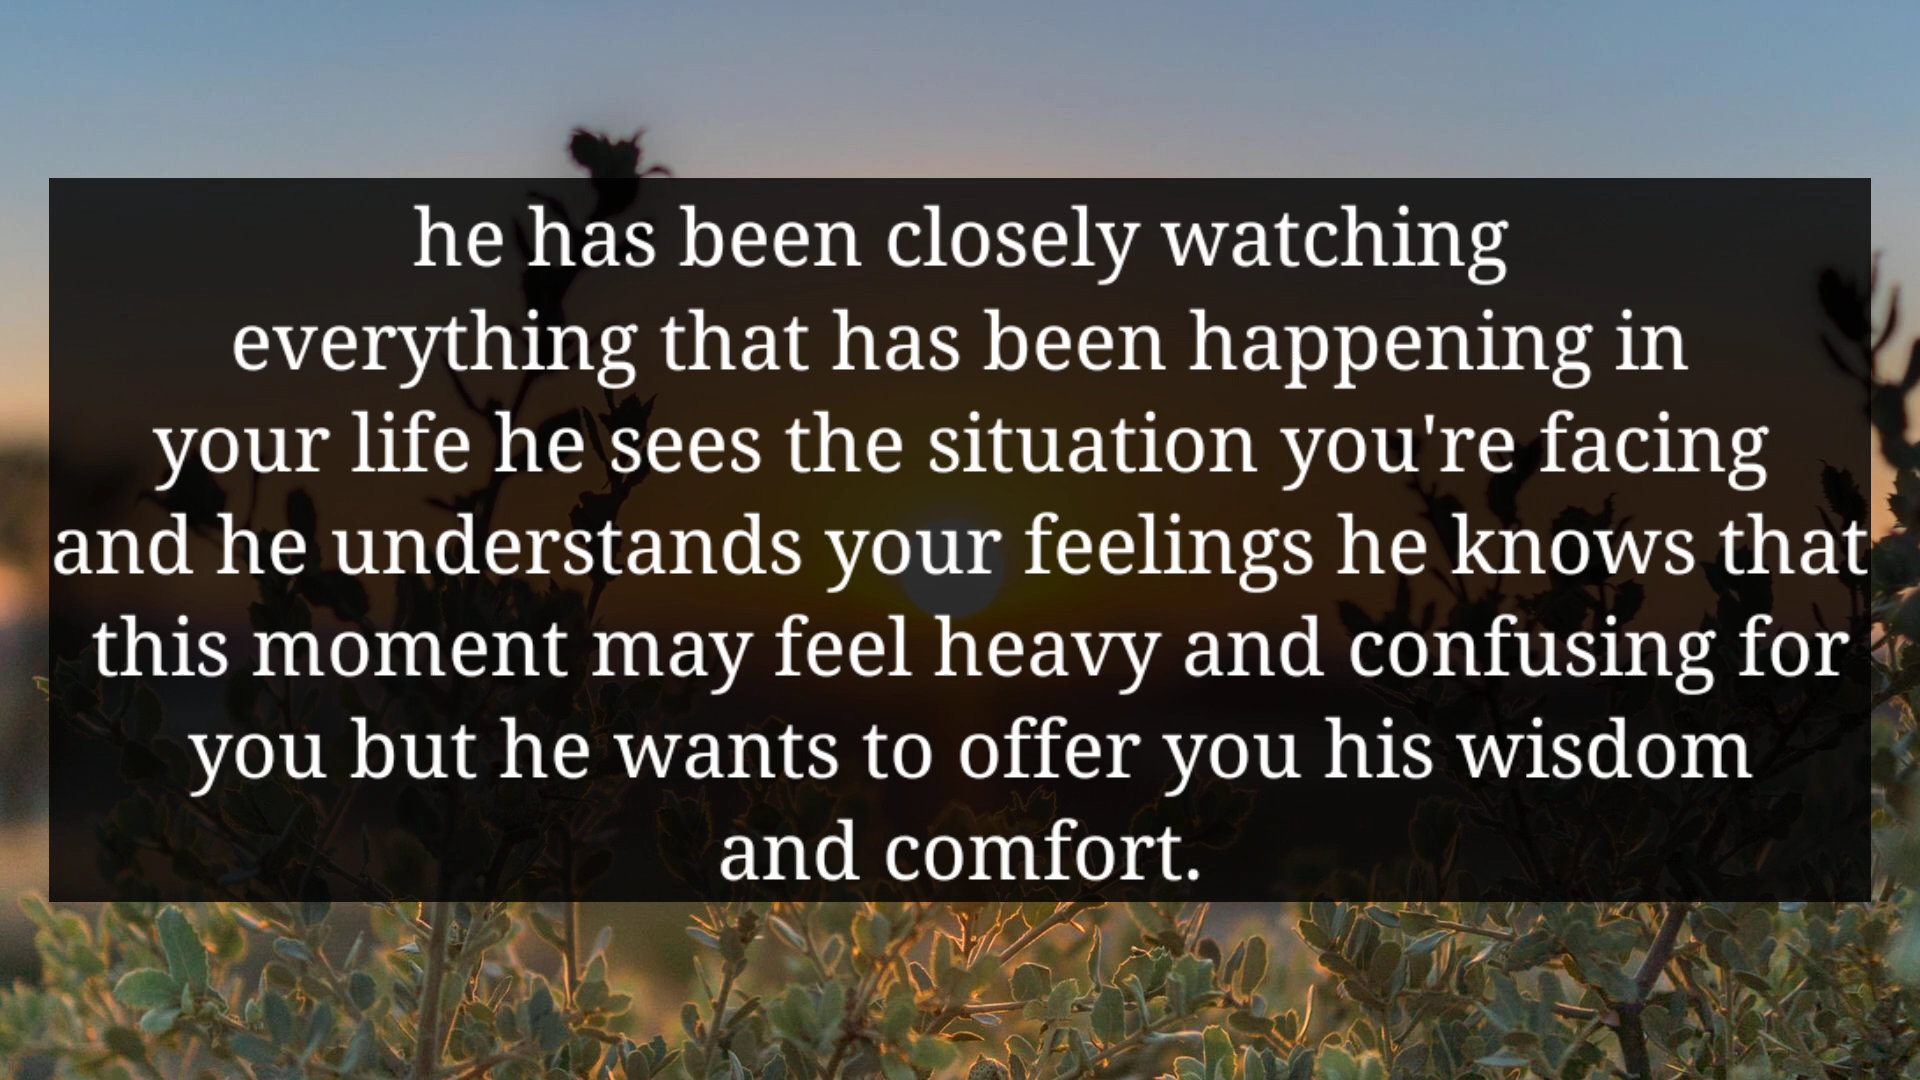 he has been closely watching
everything that has been happening in
your life he sees the situation you're facing
and he understands your feelings he knows that
this moment may feel heavy and confusing for
you but he wants to offer you his wisdom
and comfort.